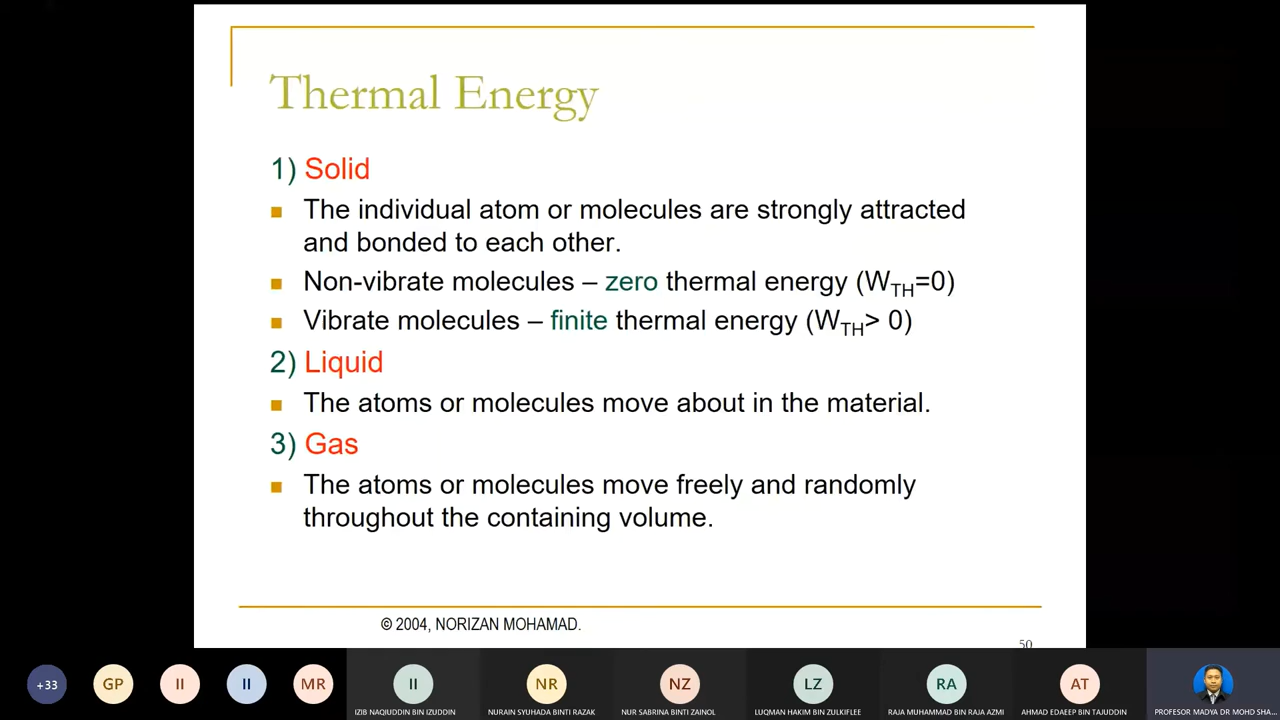 Thermal Energy
1) Solid
The individual atom or molecules are strongly attracted
and bonded to each other.
Non-vibrate molecules – zero thermal energy (WTH=0)
Vibrate molecules – finite thermal energy (WTH> 0)
2) Liquid
The atoms or molecules move about in the material.
3) Gas
The atoms or molecules move freely and randomly
throughout the containing volume.
© 2004, NORIZAN MOHAMAD.
50
+33 GP II II MR II NR NZ LZ RA AT
IZIB NAQIUDDIN BIN IZUDDIN NURAIN SYUHADA BINTI RAZAK NUR SABRINA BINTI ZAINOL LUQMAN HAKIM BIN ZULKIFLEE RAJA MUHAMMAD BIN RAJA AZMI AHMAD EDAEEP BIN TAJUDDIN PROFESOR MADYA DR MOHD SHA...